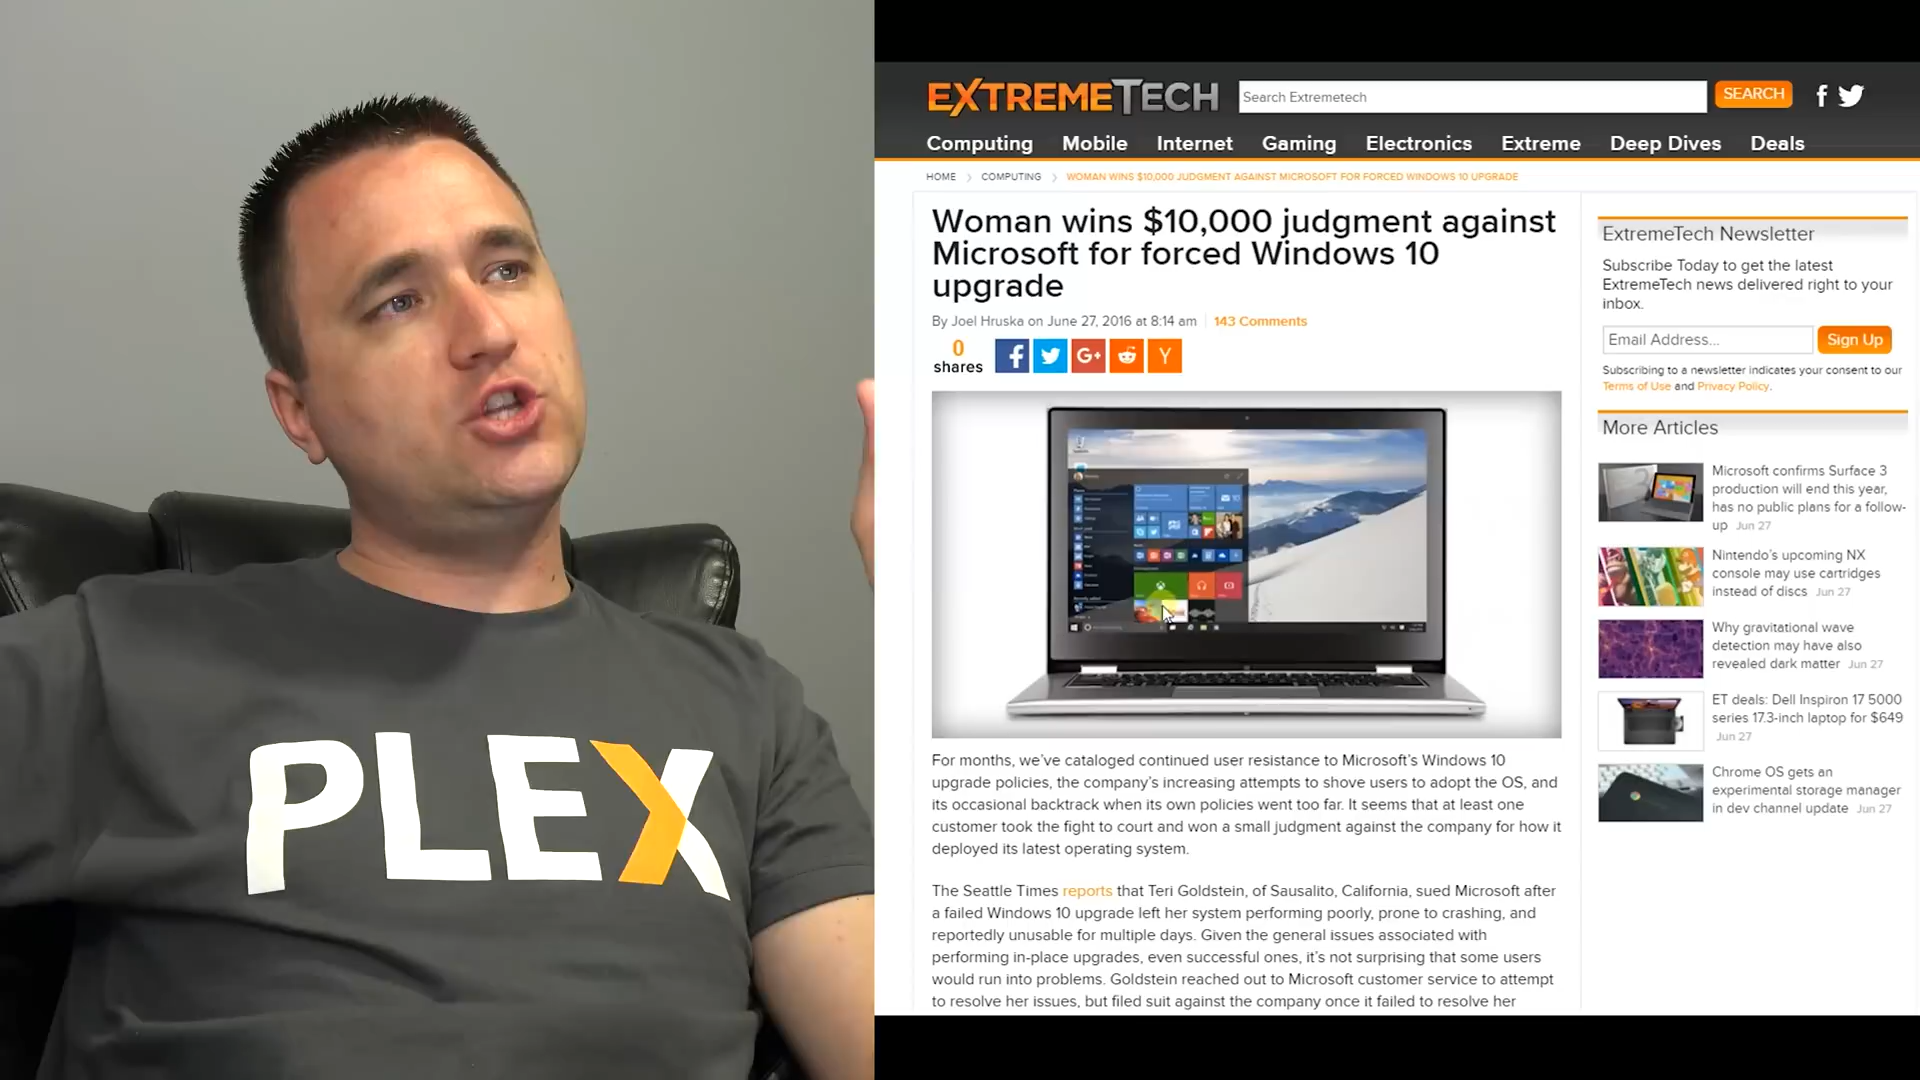 PLEX
EXTREMETECH
Search Extremetech
SEARCH
Computing Mobile Internet Gaming Electronics Extreme Deep Dives Deals
HOME > COMPUTING > WOMAN WINS $10,000 JUDGMENT AGAINST MICROSOFT FOR FORCED WINDOWS 10 UPGRADE
Woman wins $10,000 judgment against
Microsoft for forced Windows 10
upgrade
By Joel Hruska on June 27, 2016 at 8:14 am | 143 Comments
0
shares
For months, we've cataloged continued user resistance to Microsoft's Windows 10
upgrade policies, the company's increasing attempts to shove users to adopt the OS, and
its occasional backtrack when its own policies went too far. It seems that at least one
customer took the fight to court and won a small judgment against the company for how it
deployed its latest operating system.
The Seattle Times reports that Teri Goldstein, of Sausalito, California, sued Microsoft after
a failed Windows 10 upgrade left her system performing poorly, prone to crashing, and
reportedly unusable for multiple days. Given the general issues associated with
performing in-place upgrades, even successful ones, it's not surprising that some users
would run into problems. Goldstein reached out to Microsoft customer service to attempt
to resolve her issues, but filed suit against the company once it failed to resolve her
ExtremeTech Newsletter
Subscribe Today to get the latest
ExtremeTech news delivered right to your
inbox.
Email Address...
Sign Up
Subscribing to a newsletter indicates your consent to our
Terms of Use and Privacy Policy.
More Articles
Microsoft confirms Surface 3
production will end this year,
has no public plans for a follow-
up Jun 27
Nintendo's upcoming NX
console may use cartridges
instead of discs Jun 27
Why gravitational wave
detection may have also
revealed dark matter Jun 27
ET deals: Dell Inspiron 17 5000
series 17.3-inch laptop for $649
Jun 27
Chrome OS gets an
experimental storage manager
in dev channel update Jun 27